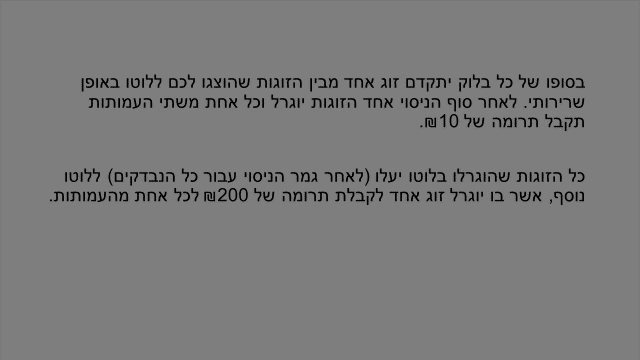 בסופו של כל בלוק יתקדם זוג אחד מבין הזוגות שהוצגו לכם ללוטו באופן
שרירותי. לאחר סוף הניסוי אחד הזוגות יוגרל וכל אחת משתי העמותות
תקבל תרומה של 10₪.
כל הזוגות שהוגרלו בלוטו יעלו (לאחר גמר הניסוי עבור כל הנבדקים) ללוטו
נוסף, אשר בו יוגרל זוג אחד לקבלת תרומה של 200₪ לכל אחת מהעמותות.